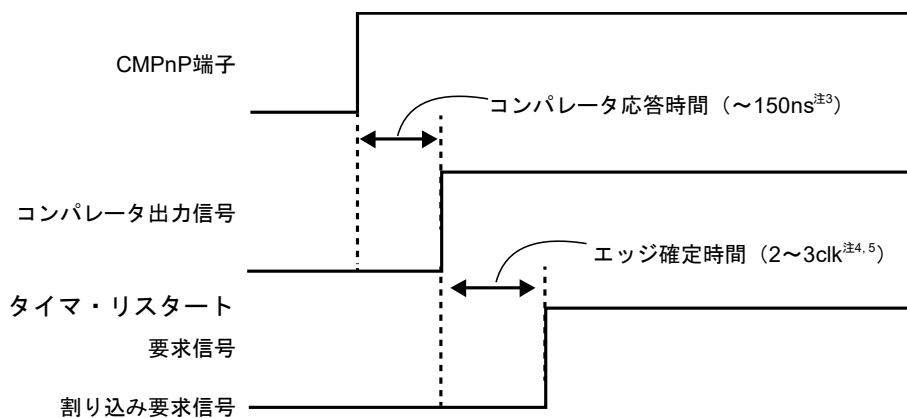 CMPnP端子
コンパレータ応答時間（～150ns注3）
コンパレータ出力信号
エッジ確定時間（2～3clk注4, 5）
タイマ・リスタート
要求信号
割り込み要求信号